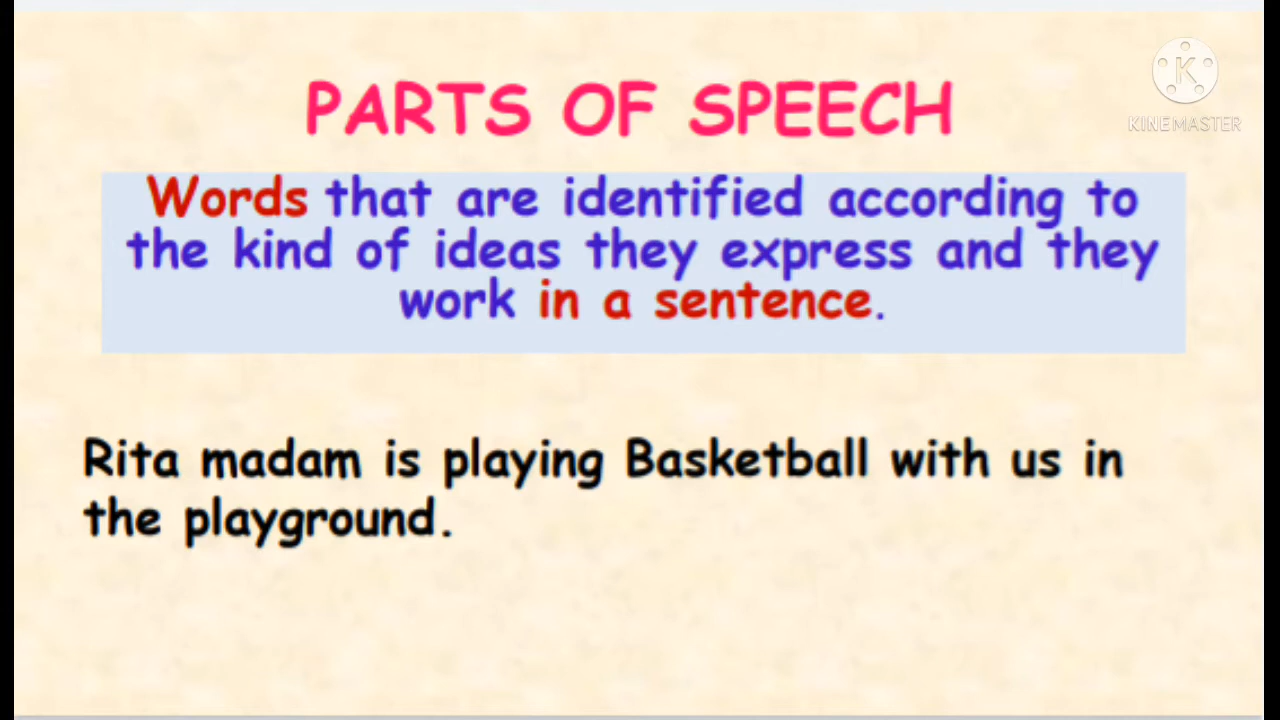 PARTS OF SPEECH
K
KINEMASTER
Words that are identified according to
the kind of ideas they express and they
work in a sentence.
Rita madam is playing Basketball with us in
the playground.